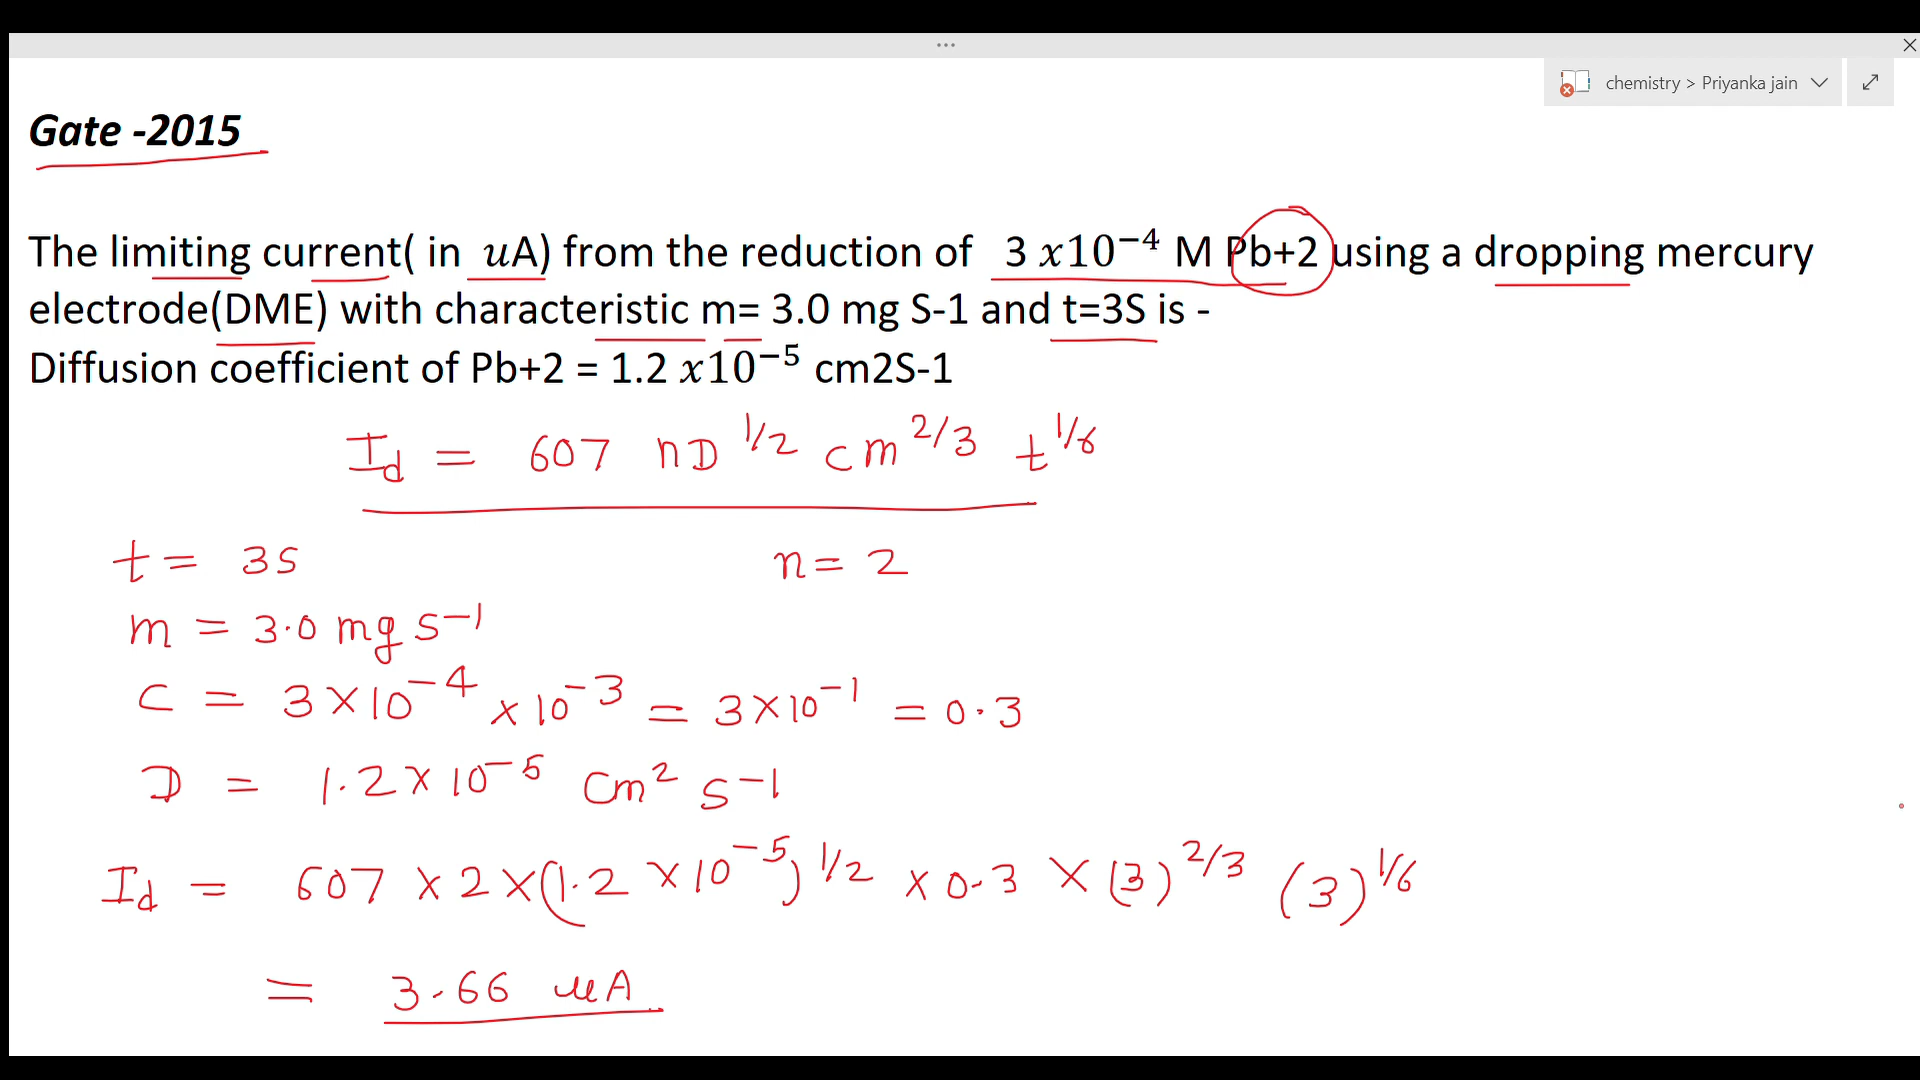 ...
chemistry > Priyanka jain
Gate -2015
The limiting current( in uA) from the reduction of 3 x10⁻⁴ M Pb+2 using a dropping mercury
electrode(DME) with characteristic m= 3.0 mg S-1 and t=3S is -
Diffusion coefficient of Pb+2 = 1.2 x10⁻⁵ cm2S-1
Id = 607 nD^1/2 cm^2/3 t^1/6
t = 3s n = 2
m = 3.0 mg s⁻¹
C = 3×10⁻⁴ × 10⁻³ = 3×10⁻¹ = 0.3
D = 1.2×10⁻⁵ cm² s⁻¹
Id = 607 × 2 × (1.2 × 10⁻⁵)^1/2 × 0.3 × (3)^2/3 (3)^1/6
= 3.66 uA